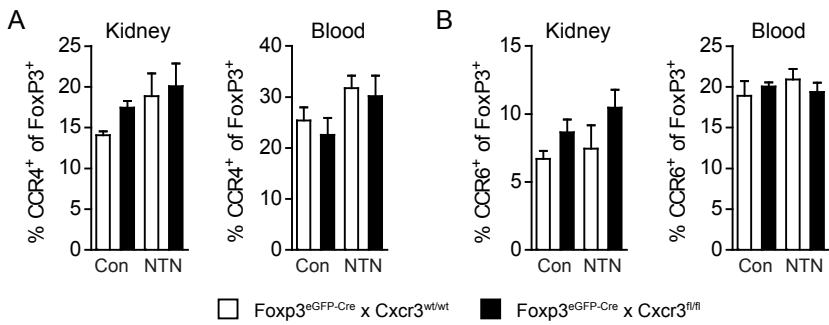 A
Kidney
% CCR4⁺ of FoxP3⁺
25
20
15
10
5
0
Con
NTN
Blood
% CCR4⁺ of FoxP3⁺
40
30
20
10
0
Con
NTN
B
Kidney
% CCR6⁺ of FoxP3⁺
15
10
5
0
Con
NTN
Blood
% CCR6⁺ of FoxP3⁺
25
20
15
10
5
0
Con
NTN
Foxp3ᵉᴳᶠᴾ⁻ᶜʳᵉ x Cxcr3ʷᵗ/ʷᵗ
Foxp3ᵉᴳᶠᴾ⁻ᶜʳᵉ x Cxcr3ᶠˡ/ᶠˡ